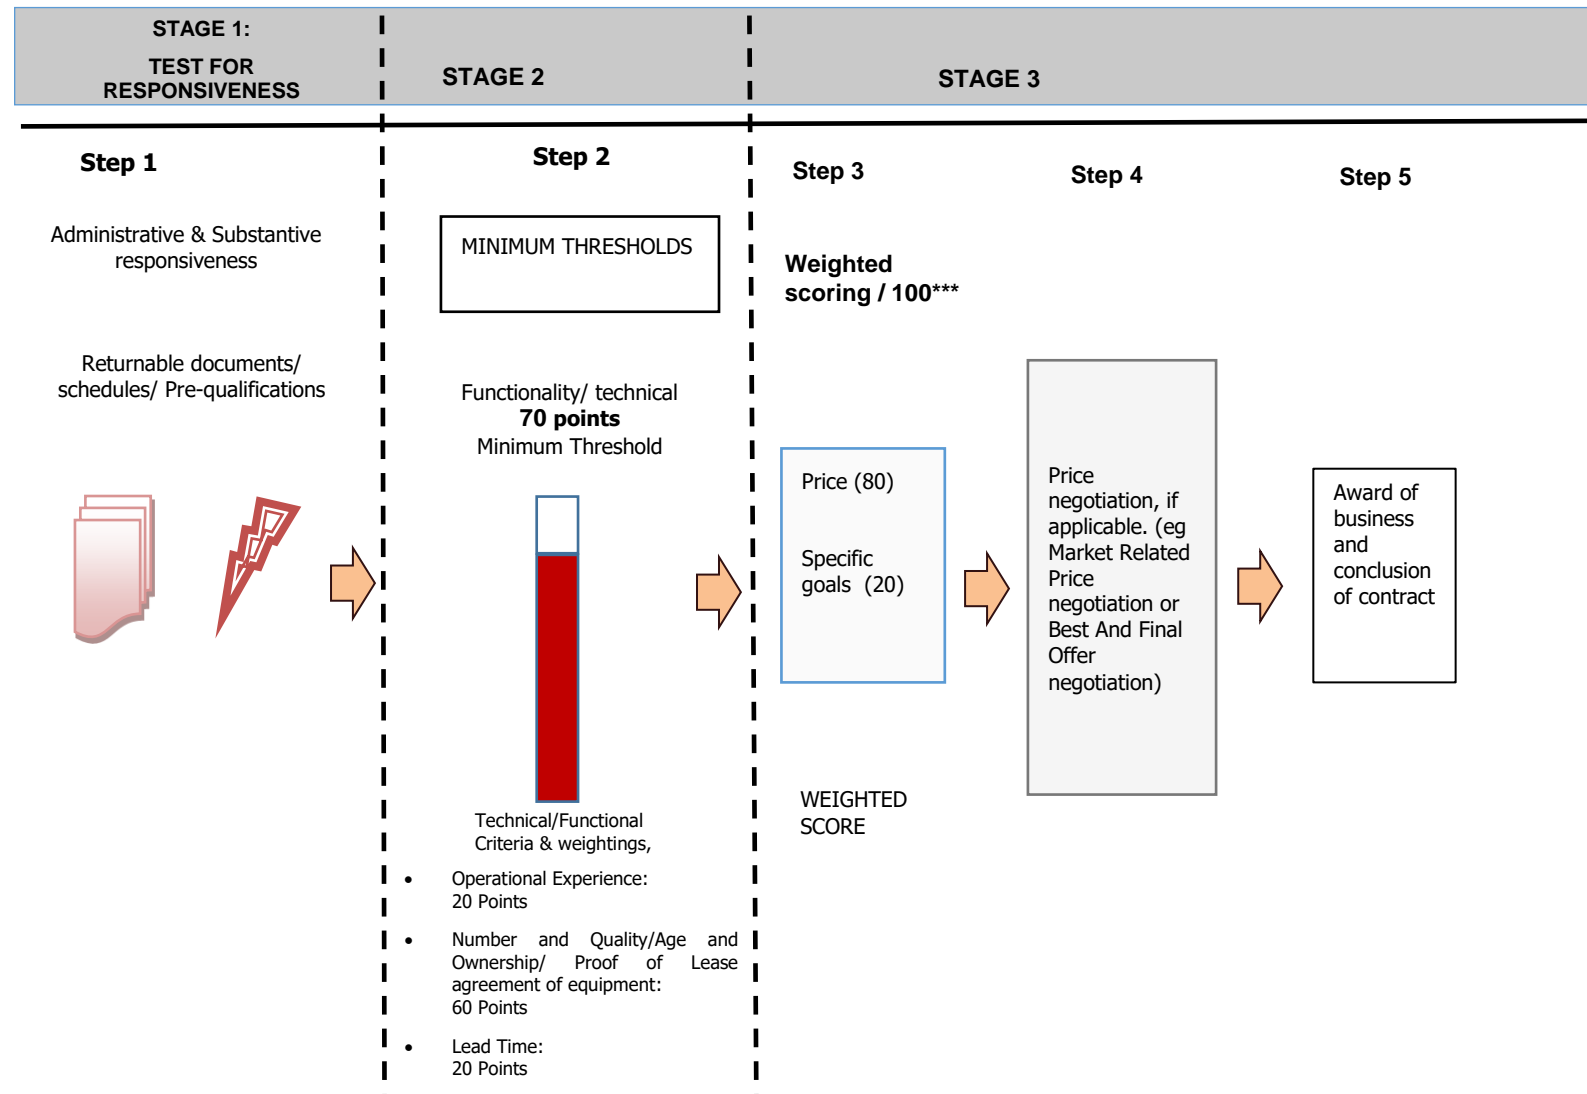 STAGE 1:
TEST FOR
RESPONSIVENESS
STAGE 2
STAGE 3
Step 1
Administrative & Substantive
responsiveness
Returnable documents/
schedules/ Pre-qualifications
Step 2
MINIMUM THRESHOLDS
Functionality/ technical
70 points
Minimum Threshold
Technical/Functional
Criteria & weightings,
• Operational Experience:
20 Points
• Number and Quality/Age and
Ownership/ Proof of Lease
agreement of equipment:
60 Points
• Lead Time:
20 Points
Step 3
Weighted
scoring / 100***
Price (80)
Specific
goals (20)
WEIGHTED
SCORE
Step 4
Price
negotiation, if
applicable. (eg
Market Related
Price
negotiation or
Best And Final
Offer
negotiation)
Step 5
Award of
business
and
conclusion
of contract